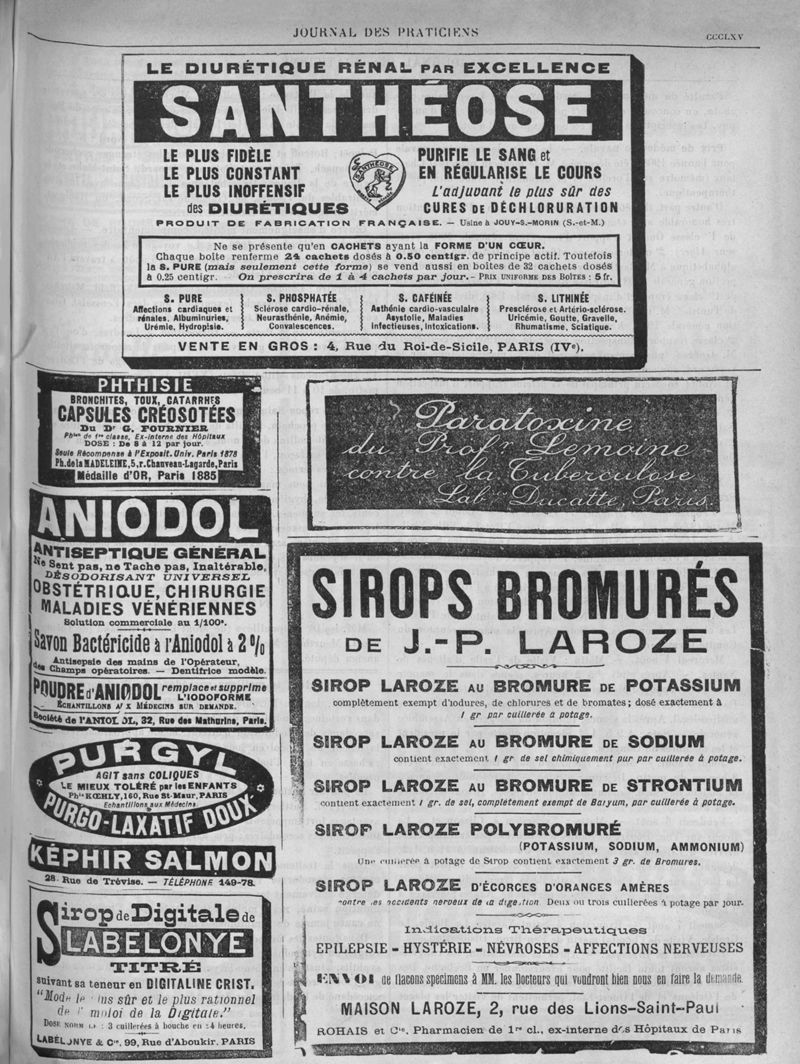 JOURNAL DES PRATICIENS
CCCLXV
LE DIURÉTIQUE RÉNAL PAR EXCELLENCE
SANTHÉOSE
LE PLUS FIDÈLE
LE PLUS CONSTANT
LE PLUS INOFFENSIF
des DIURÉTIQUES
SANTHÉOSE
PURIFIE LE SANG et
EN RÉGULARISE LE COURS
L'adjuvant le plus sûr des
CURES DE DÉCHLORURATION
PRODUIT DE FABRICATION FRANÇAISE. — Usine à JOUY-S.-MORIN (S.-et-M.)
Ne se présente qu'en CACHETS ayant la FORME D'UN CŒUR.
Chaque boîte renferme 24 cachets dosés à 0.50 centigr. de principe actif. Toutefois
la S. PURE (mais seulement cette forme) se vend aussi en boîtes de 32 cachets dosés
à 0.25 centigr. On prescrira de 1 à 4 cachets par jour. - PRIX UNIFORME DES BOÎTES : 5 fr.
S. PURE
Affections cardiaques et
rénales, Albuminuries,
Urémie, Hydropisie.
S. PHOSPHATÉE
Sclérose cardio-rénale,
Neurasthénie, Anémie,
Convalescences.
S. CAFÉINÉE
Asthénie cardio-vasculaire
Asystolie, Maladies
infectieuses, Intoxications.
S. LITHINÉE
Presclérose et Artério-sclérose.
Uricémie, Goutte, Gravelle,
Rhumatisme, Sciatique.
VENTE EN GROS : 4, Rue du Roi-de-Sicile, PARIS (IVe).
PHTHISIE
BRONCHITES, TOUX, CATARRHES
CAPSULES CRÉOSOTÉES
Du Dr G. FOURNIER
Phien de 1re classe, Ex-interne des Hôpitaux
DOSE : De 8 à 12 par jour.
Seule Récompense à l'Exposit. Univ. Paris 1878
Ph. de la MADELEINE, 5, r. Chauveau-Lagarde, Paris
Médaille d'OR, Paris 1885
Paratoxine
du Profr Lemoine
contre la Tuberculose
Lab. Ducatte, Paris.
ANIODOL
ANTISEPTIQUE GÉNÉRAL
Ne Sent pas, ne Tache pas, Inaltérable,
DÉSODORISANT UNIVERSEL
OBSTÉTRIQUE, CHIRURGIE
MALADIES VÉNÉRIENNES
Solution commerciale au 1/100e.
Savon Bactéricide à l'Aniodol à 2 %
Antisepsie des mains de l'Opérateur,
des Champs opératoires. — Dentifrice modèle.
POUDRE d'ANIODOL remplace et supprime
L'IODOFORME
ÉCHANTILLONS AUX MÉDECINS SUR DEMANDE.
Société de l'ANIODOL, 32, Rue des Mathurins, Paris.
PURGYL
AGIT sans COLIQUES
LE MIEUX TOLÉRÉ par les ENFANTS
Phie KŒHLY, 160, Rue St-Maur, PARIS
Echantillons aux Médecins
PURGO-LAXATIF DOUX
KÉPHIR SALMON
28, Rue de Trévise. — TÉLÉPHONE 149-78.
Sirop de Digitale de
LABELONYE
TITRÉ
suivant sa teneur en DIGITALINE CRIST.
"Mode le plus sûr et le plus rationnel
de l'emploi de la Digitale."
DOSE NORMALE : 3 cuillerées à bouche en 24 heures.
LABELONYE & Cie, 99, Rue d'Aboukir. PARIS
SIROPS BROMURÉS
DE J.-P. LAROZE
SIROP LAROZE AU BROMURE DE POTASSIUM
complètement exempt d'iodures, de chlorures et de bromates ; dosé exactement à
1 gr par cuillerée à potage.
SIROP LAROZE AU BROMURE DE SODIUM
contient exactement 1 gr de sel chimiquement pur par cuillerée à potage.
SIROP LAROZE AU BROMURE DE STRONTIUM
contient exactement 1 gr. de sel, complètement exempt de Baryum, par cuillerée à potage.
SIROP LAROZE POLYBROMURÉ
(POTASSIUM, SODIUM, AMMONIUM)
Une cuillerée à potage de Sirop contient exactement 3 gr. de Bromures.
SIROP LAROZE D'ÉCORCES D'ORANGES AMÈRES
contre les accidents nerveux de la digestion Deux ou trois cuillerées à potage par jour.
Indications Thérapeutiques
EPILEPSIE - HYSTÉRIE - NÉVROSES - AFFECTIONS NERVEUSES
ENVOI de flacons specimens à MM. les Docteurs qui voudront bien nous en faire la demande.
MAISON LAROZE, 2, rue des Lions-Saint-Paul
ROHAIS et Cie. Pharmacien de 1re cl., ex-interne des Hôpitaux de Paris